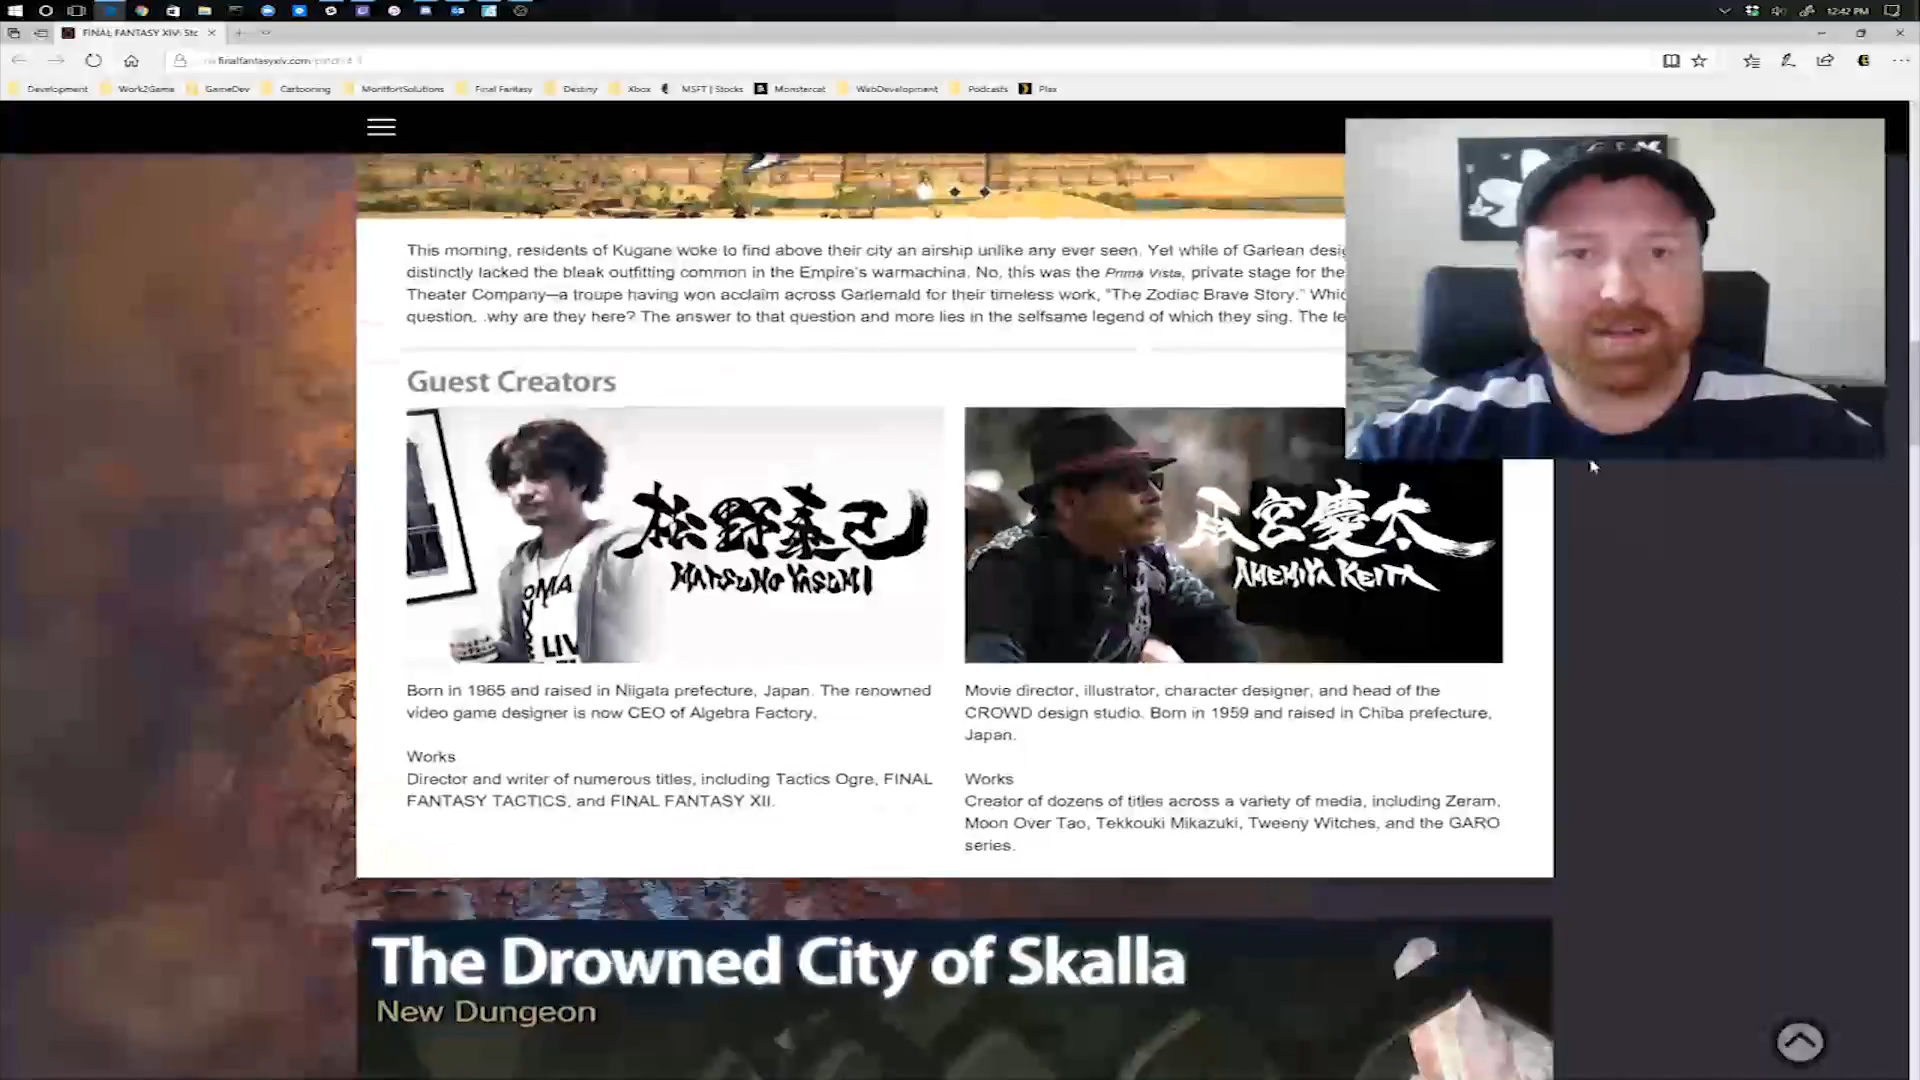 12:42 PM
FINAL FANTASY XIV: Sto
finalfantasyxiv.com/patch/4_1
Development Work2Game GameDev Cartooning MontfortSolutions Final Fantasy Destiny Xbox MSFT | Stocks Monstercat WebDevelopment Podcasts Plex
This morning, residents of Kugane woke to find above their city an airship unlike any ever seen. Yet while of Garlean desig
distinctly lacked the bleak outfitting common in the Empire's warmachina. No, this was the Prima Vista, private stage for the
Theater Company—a troupe having won acclaim across Garlemald for their timeless work, "The Zodiac Brave Story." Whic
question...why are they here? The answer to that question and more lies in the selfsame legend of which they sing. The le
Guest Creators
松野泰己
MATSUNO YASUMI
雨宮慶太
AMEMIYA KEITA
OMA
LIV
Born in 1965 and raised in Niigata prefecture, Japan. The renowned
video game designer is now CEO of Algebra Factory.
Works
Director and writer of numerous titles, including Tactics Ogre, FINAL
FANTASY TACTICS, and FINAL FANTASY XII.
Movie director, illustrator, character designer, and head of the
CROWD design studio. Born in 1959 and raised in Chiba prefecture,
Japan.
Works
Creator of dozens of titles across a variety of media, including Zeram,
Moon Over Tao, Tekkouki Mikazuki, Tweeny Witches, and the GARO
series.
The Drowned City of Skalla
New Dungeon